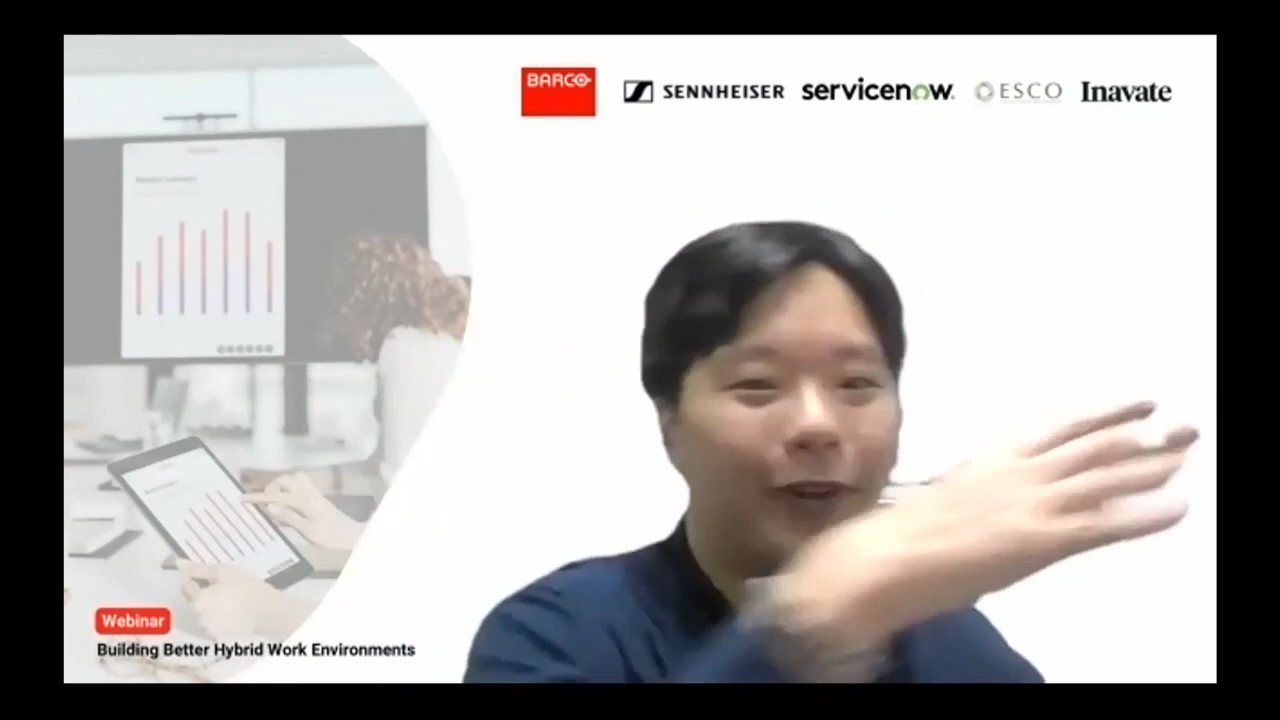 BARCO
SENNHEISER
servicenow
ESCO
Inavate
Webinar
Building Better Hybrid Work Environments